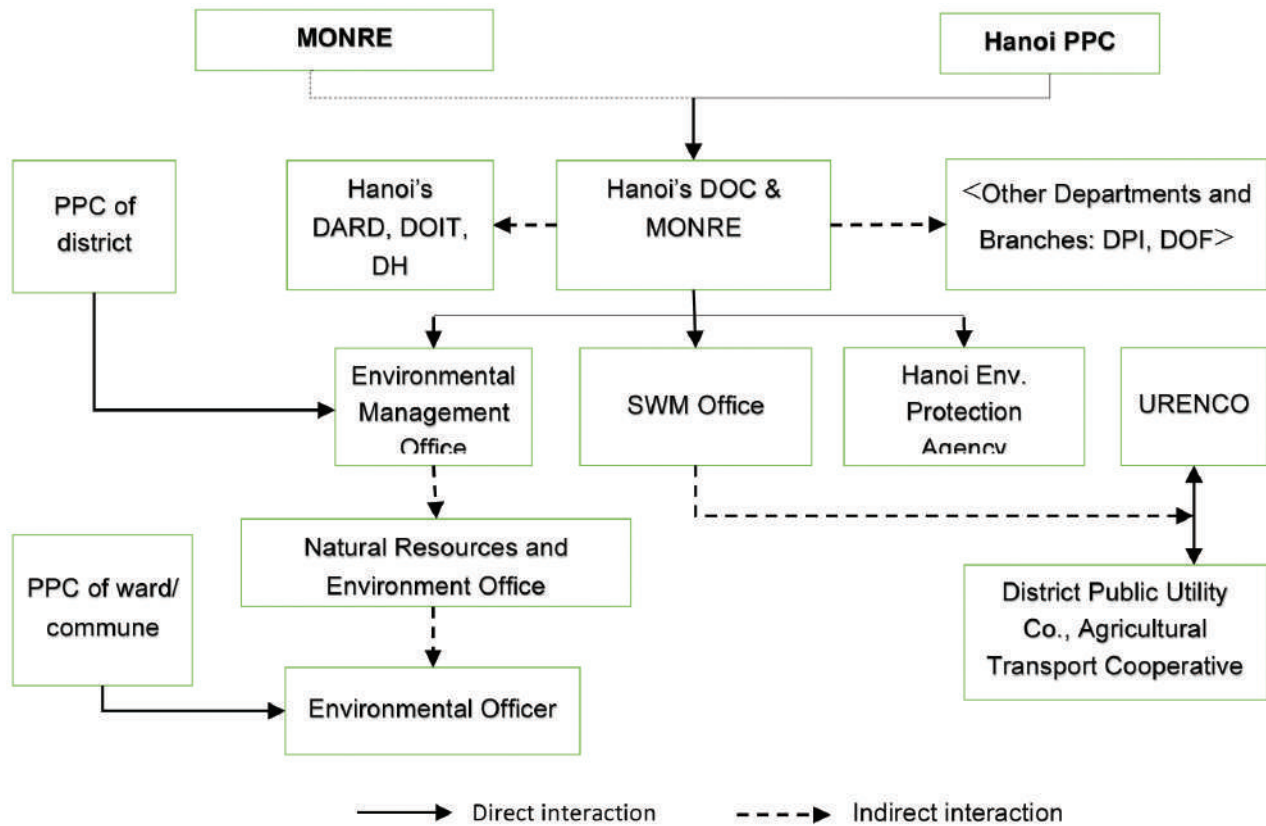 MONRE
Hanoi PPC
PPC of
district
Hanoi’s
DARD, DOIT,
DH
Hanoi’s DOC &
MONRE
<Other Departments and
Branches: DPI, DOF>
Environmental
Management
Office
SWM Office
Hanoi Env.
Protection
Agency
URENCO
PPC of ward/
commune
Natural Resources and
Environment Office
District Public Utility
Co., Agricultural
Transport Cooperative
Environmental Officer
Direct interaction
Indirect interaction